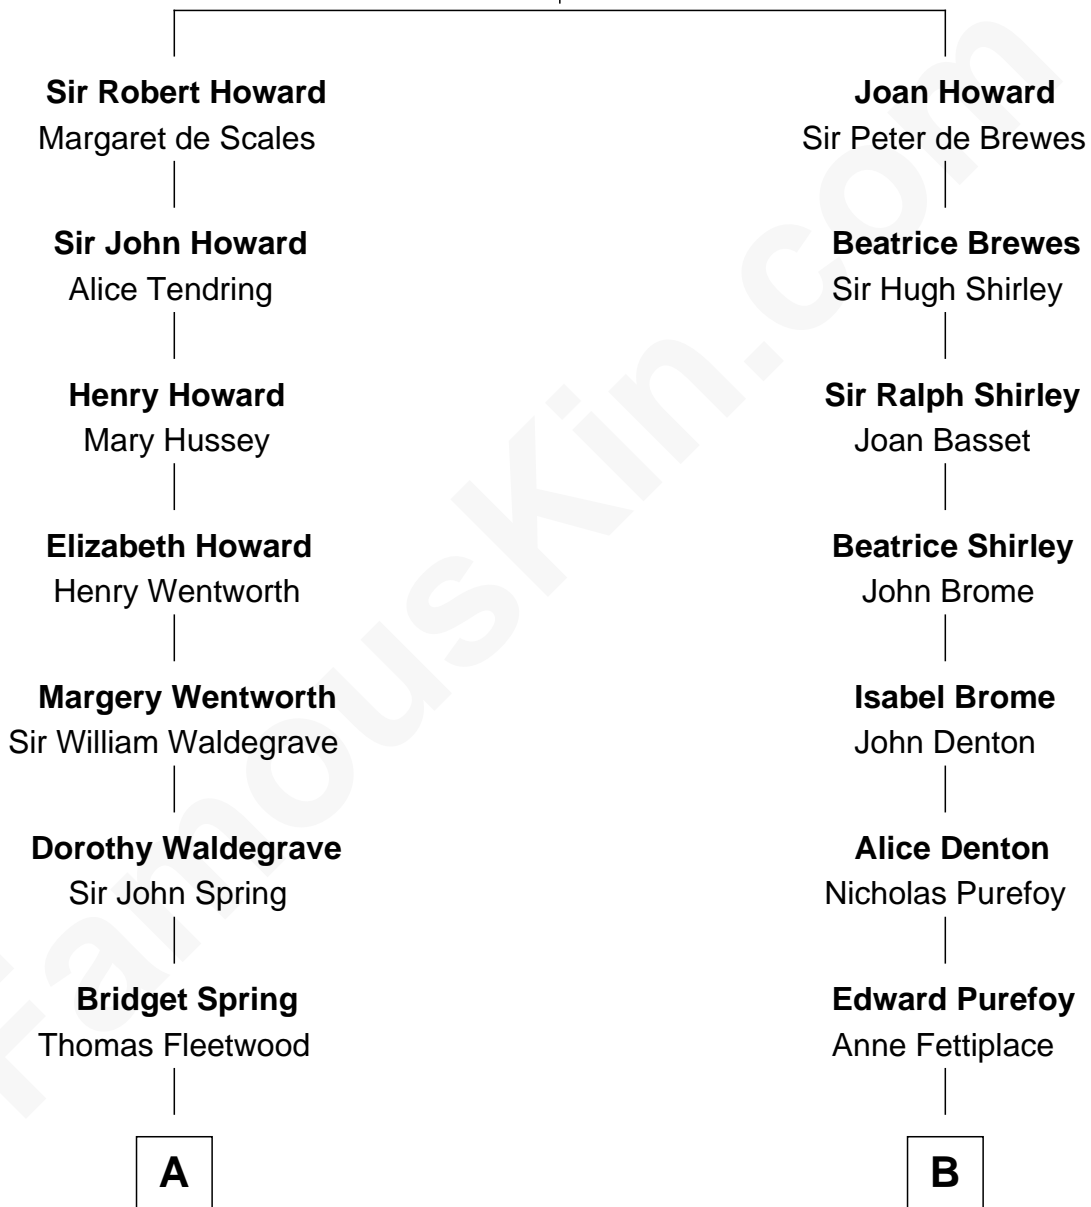 Sir Robert Howard
Margaret de Scales
Sir John Howard
Alice Tendring
Henry Howard
Mary Hussey
Elizabeth Howard
Henry Wentworth
Margery Wentworth
Sir William Waldegrave
Dorothy Waldegrave
Sir John Spring
Bridget Spring
Thomas Fleetwood
A
Joan Howard
Sir Peter de Brewes
Beatrice Brewes
Sir Hugh Shirley
Sir Ralph Shirley
Joan Basset
Beatrice Shirley
John Brome
Isabel Brome
John Denton
Alice Denton
Nicholas Purefoy
Edward Purefoy
Anne Fettiplace
B
FamousKin.com